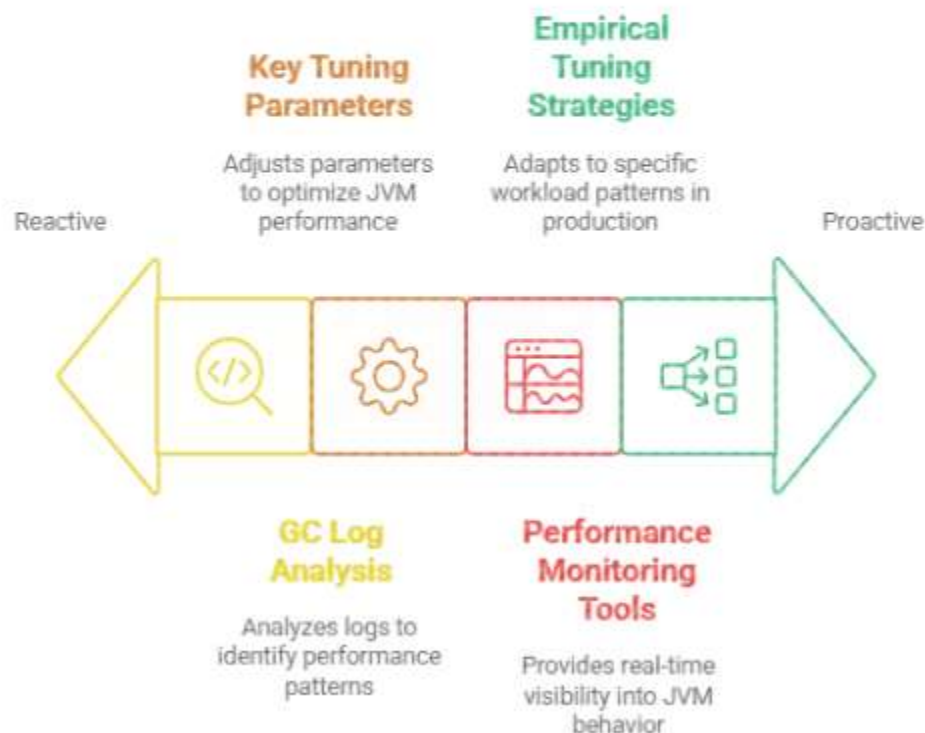 Key Tuning
Parameters
Adjusts parameters
to optimize JVM
performance
Empirical
Tuning
Strategies
Adapts to specific
workload patterns in
production
Reactive
Proactive
</>
GC Log
Analysis
Analyzes logs to
identify performance
patterns
Performance
Monitoring
Tools
Provides real-time
visibility into JVM
behavior